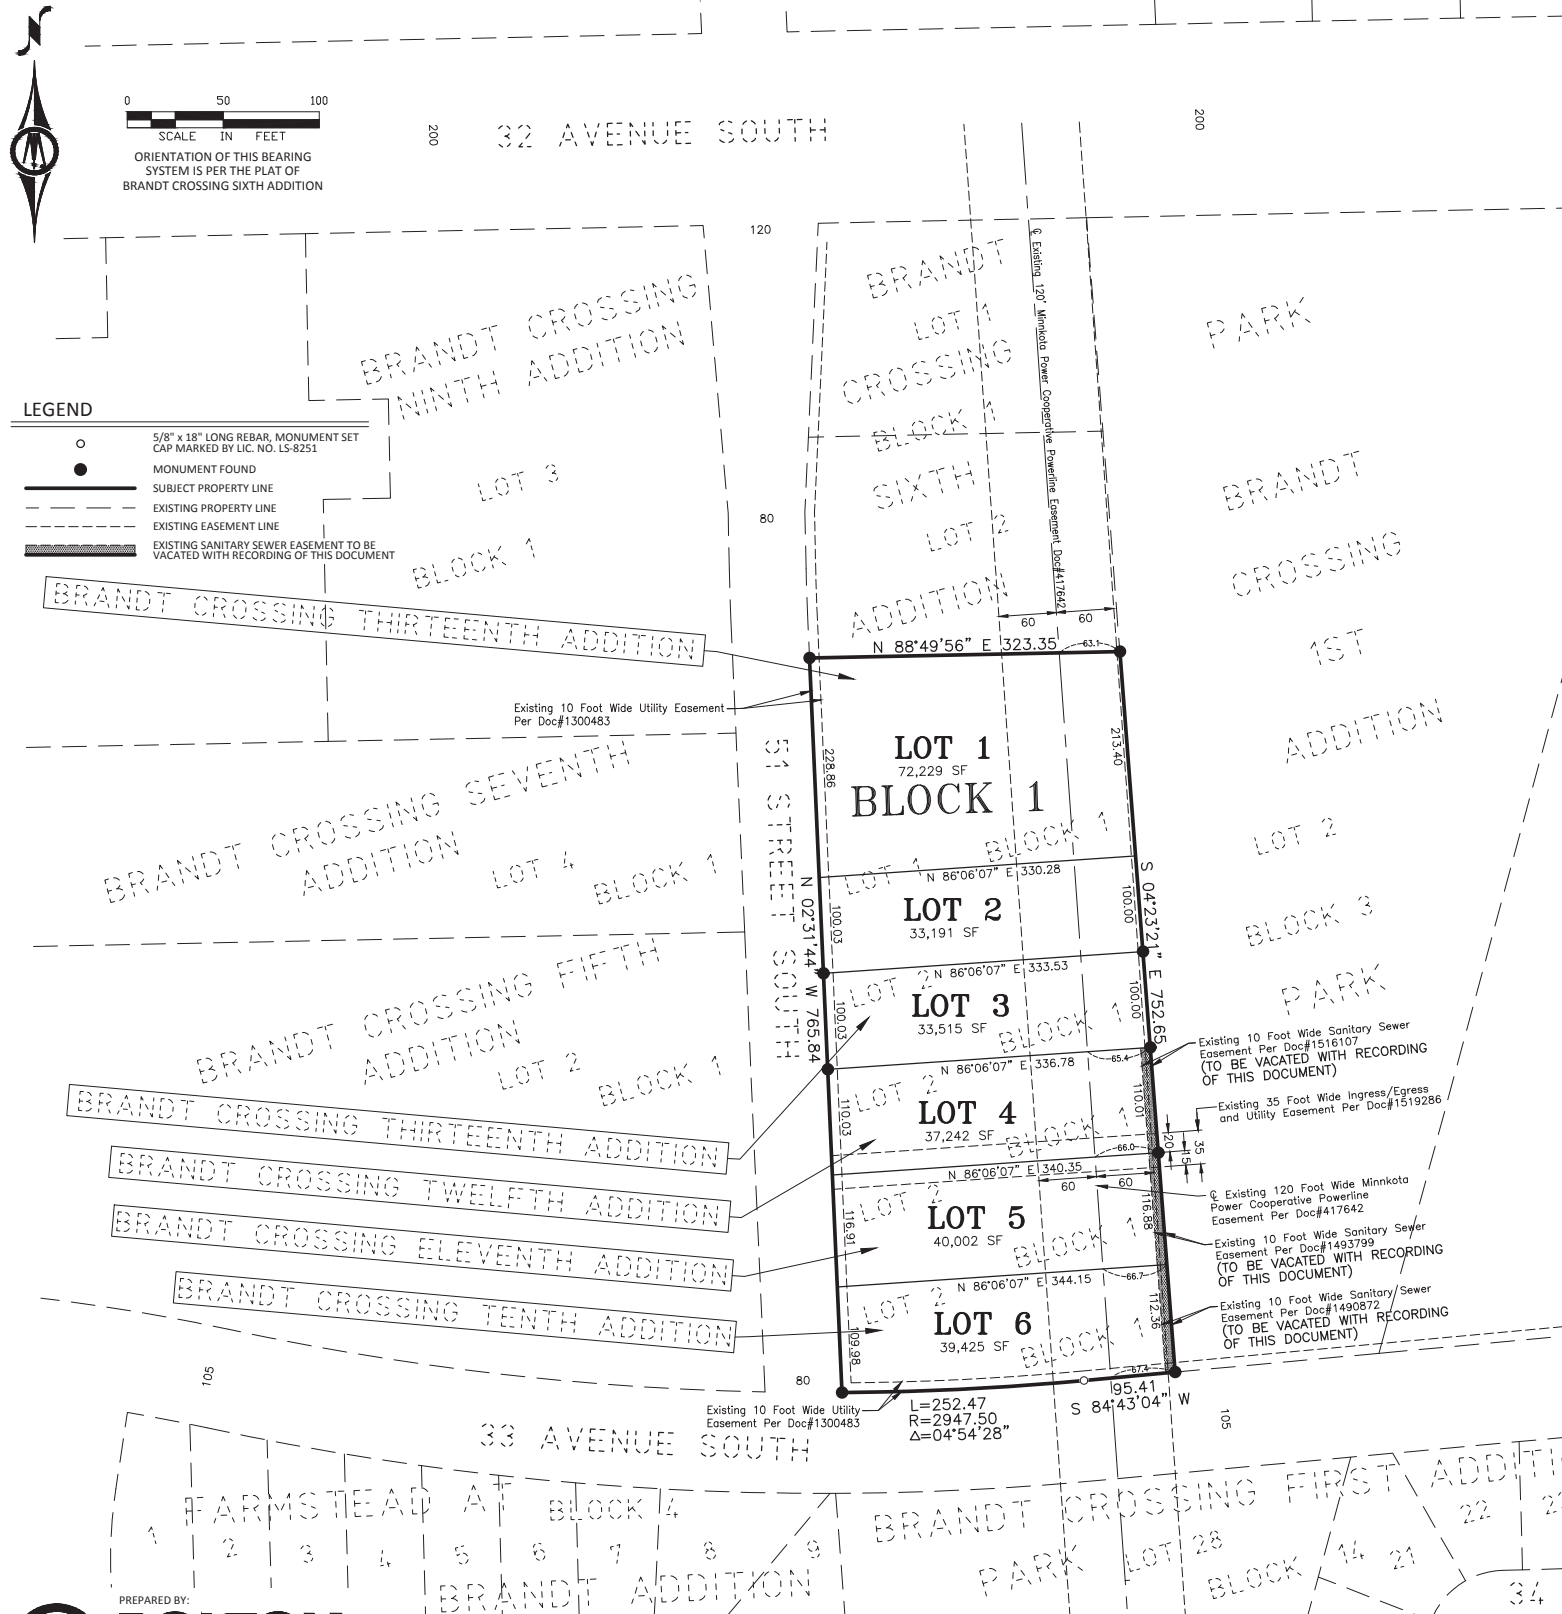 N
0 50 100
SCALE IN FEET
ORIENTATION OF THIS BEARING
SYSTEM IS PER THE PLAT OF
BRANDT CROSSING SIXTH ADDITION
200
32 AVENUE SOUTH
200
120
BRANDT CROSSING
NINTH ADDITION
LOT 3
BLOCK 1
BRANDT
LOT 1
CROSSING
BLOCK 1
SIXTH
LOT 2
ADDITION
℄ Existing 120' Minnkota Power Cooperative Powerline Easement Doc#417642
PARK
BRANDT
CROSSING
1ST
ADDITION
LOT 2
BLOCK 3
PARK
LEGEND
5/8" x 18" LONG REBAR, MONUMENT SET
CAP MARKED BY LIC. NO. LS-8251
MONUMENT FOUND
SUBJECT PROPERTY LINE
EXISTING PROPERTY LINE
EXISTING EASEMENT LINE
EXISTING SANITARY SEWER EASEMENT TO BE
VACATED WITH RECORDING OF THIS DOCUMENT
80
BRANDT CROSSING THIRTEENTH ADDITION
60 60
N 88°49'56" E 323.35
63.1
Existing 10 Foot Wide Utility Easement
Per Doc#1300483
51 STREET SOUTH
228.86
LOT 1
72,229 SF
BLOCK 1
213.40
LOT 1 BLOCK 1
N 86°06'07" E 330.28
BRANDT CROSSING SEVENTH
ADDITION
LOT 4
BLOCK 1
N 02°31'44" W 765.84
S 04°23'21" E 752.65
100.03
LOT 2
33,191 SF
100.00
N 86°06'07" E 333.53
BRANDT CROSSING FIFTH
ADDITION
LOT 2
BLOCK 1
100.03
LOT 2
LOT 3
33,515 SF
BLOCK 1
100.00
N 86°06'07" E 336.78
65.4
Existing 10 Foot Wide Sanitary Sewer
Easement Per Doc#1516107
(TO BE VACATED WITH RECORDING
OF THIS DOCUMENT)
BRANDT CROSSING THIRTEENTH ADDITION
110.03
LOT 2
LOT 4
37,242 SF
BLOCK 1
110.01
Existing 35 Foot Wide Ingress/Egress
and Utility Easement Per Doc#1519286
20
15
35
66.0
N 86°06'07" E 340.35
60 60
BRANDT CROSSING TWELFTH ADDITION
℄ Existing 120 Foot Wide Minnkota
Power Cooperative Powerline
Easement Per Doc#417642
116.91
LOT 2
LOT 5
40,002 SF
BLOCK 1
116.88
BRANDT CROSSING ELEVENTH ADDITION
Existing 10 Foot Wide Sanitary Sewer
Easement Per Doc#1493799
(TO BE VACATED WITH RECORDING
OF THIS DOCUMENT)
N 86°06'07" E 344.15
66.7
BRANDT CROSSING TENTH ADDITION
109.98
LOT 2
LOT 6
39,425 SF
BLOCK 1
112.36
Existing 10 Foot Wide Sanitary Sewer
Easement Per Doc#1490872
(TO BE VACATED WITH RECORDING
OF THIS DOCUMENT)
67.4
105
80
95.41
S 84°43'04" W
Existing 10 Foot Wide Utility
Easement Per Doc#1300483
L=252.47
R=2947.50
Δ=04°54'28"
105
33 AVENUE SOUTH
FARMSTEAD AT
BLOCK 4
BRANDT CROSSING FIRST
1 2 3 4 5 6 7 8 9
BRANDT ADDITION
PARK LOT 28
BLOCK
14 21 22
34
PREPARED BY: